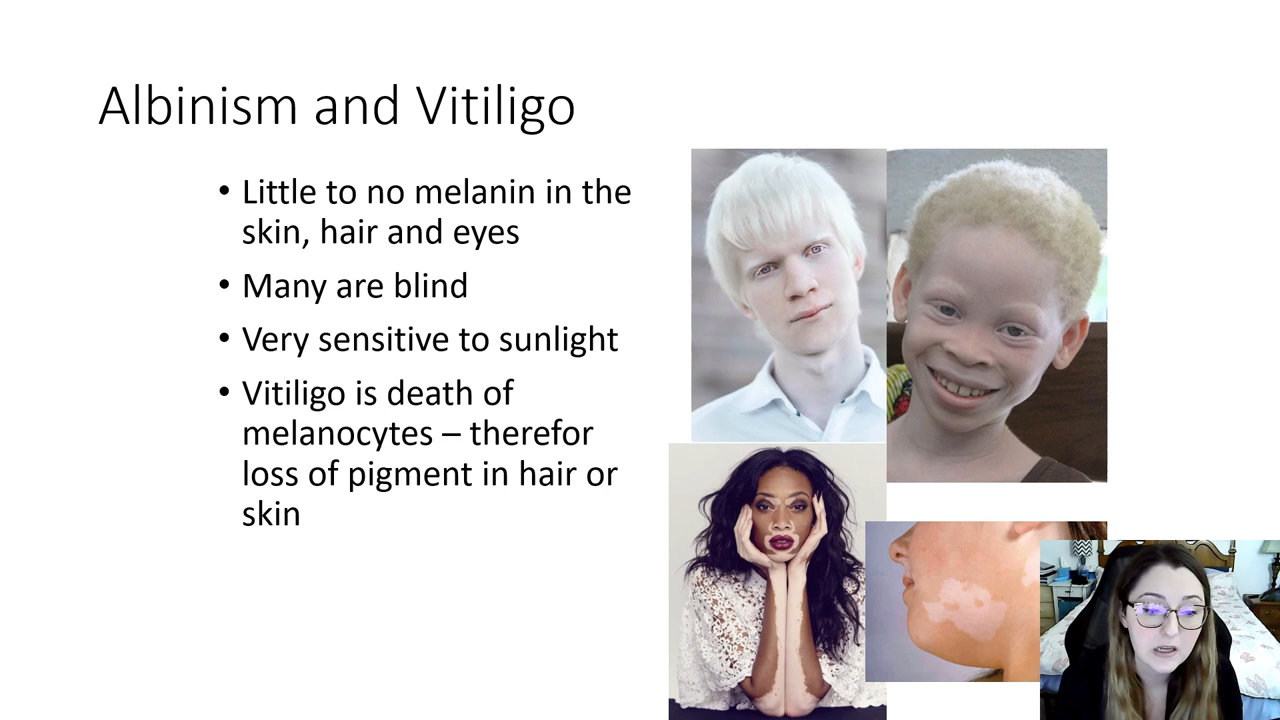 Albinism and Vitiligo
• Little to no melanin in the
skin, hair and eyes
• Many are blind
• Very sensitive to sunlight
• Vitiligo is death of
melanocytes – therefor
loss of pigment in hair or
skin